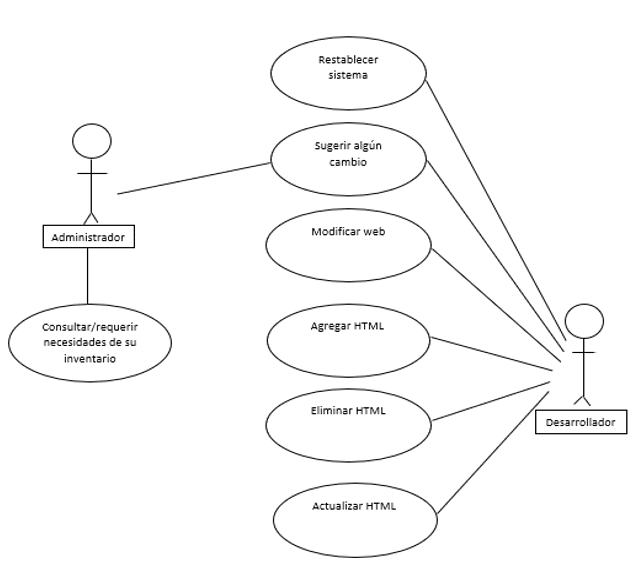 Restablecer
sistema
Sugerir algún
cambio
Administrador
Modificar web
Consultar/requerir
necesidades de su
inventario
Agregar HTML
Eliminar HTML
Desarrollador
Actualizar HTML